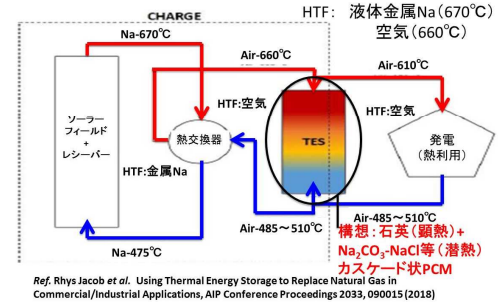 CHARGE
HTF: 液体金属Na(670℃)
空気(660℃)
Na-670℃
Air-660℃
Air-610℃
HTF:空気
HTF:空気
ソーラー
フィールド
+
レシーバー
熱交換器
TES
発電
(熱利用)
HTF:金属Na
Na-475℃
Air-485～510℃
Air-485～510℃
構想:石英(顕熱)+
Na₂CO₃-NaCl等(潜熱)
カスケード状PCM
Ref. Rhys Jacob et al. Using Thermal Energy Storage to Replace Natural Gas in
Commercial/Industrial Applications, AIP Conference Proceedings 2033, 090015 (2018)